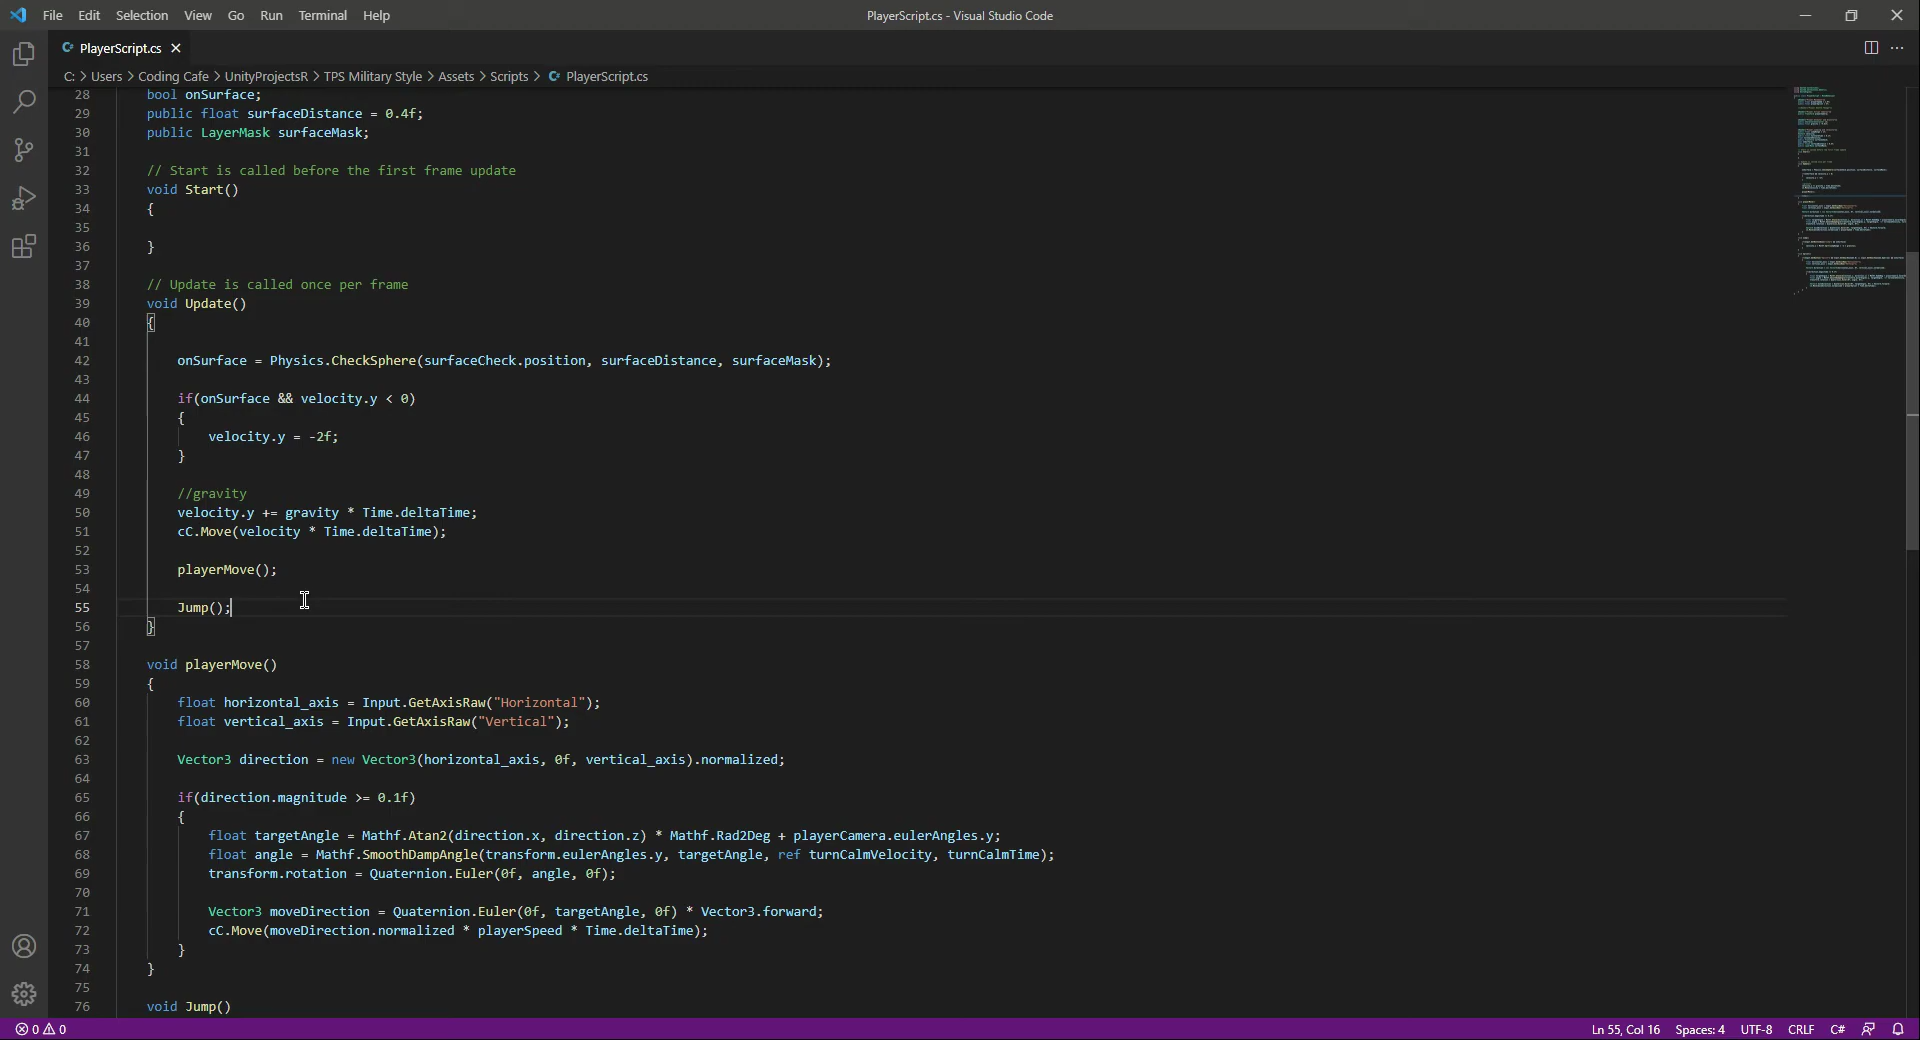 File Edit Selection View Go Run Terminal Help
PlayerScript.cs - Visual Studio Code
PlayerScript.cs
C: > Users > Coding Cafe > UnityProjectsR > TPS Military Style > Assets > Scripts > PlayerScript.cs
28 bool onSurface;
29 public float surfaceDistance = 0.4f;
30 public LayerMask surfaceMask;
31
32 // Start is called before the first frame update
33 void Start()
34 {
35
36 }
37
38 // Update is called once per frame
39 void Update()
40 {
41
42 onSurface = Physics.CheckSphere(surfaceCheck.position, surfaceDistance, surfaceMask);
43
44 if(onSurface && velocity.y < 0)
45 {
46 velocity.y = -2f;
47 }
48
49 //gravity
50 velocity.y += gravity * Time.deltaTime;
51 cC.Move(velocity * Time.deltaTime);
52
53 playerMove();
54
55 Jump();
56 }
57
58 void playerMove()
59 {
60 float horizontal_axis = Input.GetAxisRaw("Horizontal");
61 float vertical_axis = Input.GetAxisRaw("Vertical");
62
63 Vector3 direction = new Vector3(horizontal_axis, 0f, vertical_axis).normalized;
64
65 if(direction.magnitude >= 0.1f)
66 {
67 float targetAngle = Mathf.Atan2(direction.x, direction.z) * Mathf.Rad2Deg + playerCamera.eulerAngles.y;
68 float angle = Mathf.SmoothDampAngle(transform.eulerAngles.y, targetAngle, ref turnCalmVelocity, turnCalmTime);
69 transform.rotation = Quaternion.Euler(0f, angle, 0f);
70
71 Vector3 moveDirection = Quaternion.Euler(0f, targetAngle, 0f) * Vector3.forward;
72 cC.Move(moveDirection.normalized * playerSpeed * Time.deltaTime);
73 }
74 }
75
76 void Jump()
0 0
Ln 55, Col 16 Spaces: 4 UTF-8 CRLF C#